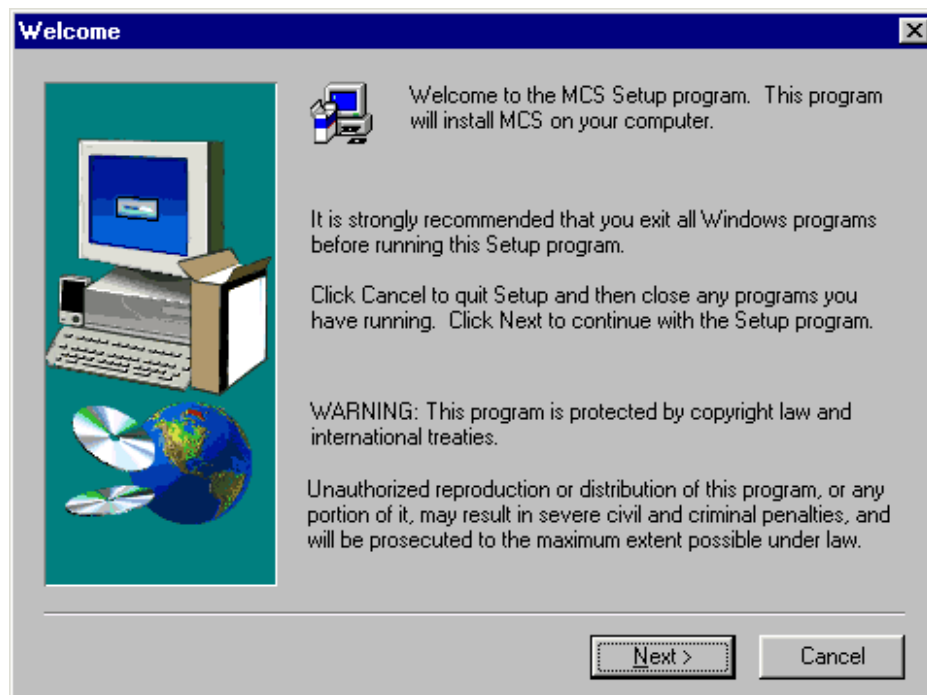 Welcome
Welcome to the MCS Setup program.  This program
will install MCS on your computer.
It is strongly recommended that you exit all Windows programs
before running this Setup program.
Click Cancel to quit Setup and then close any programs you
have running.  Click Next to continue with the Setup program.
WARNING: This program is protected by copyright law and
international treaties.
Unauthorized reproduction or distribution of this program, or any
portion of it, may result in severe civil and criminal penalties, and
will be prosecuted to the maximum extent possible under law.
Next >
Cancel